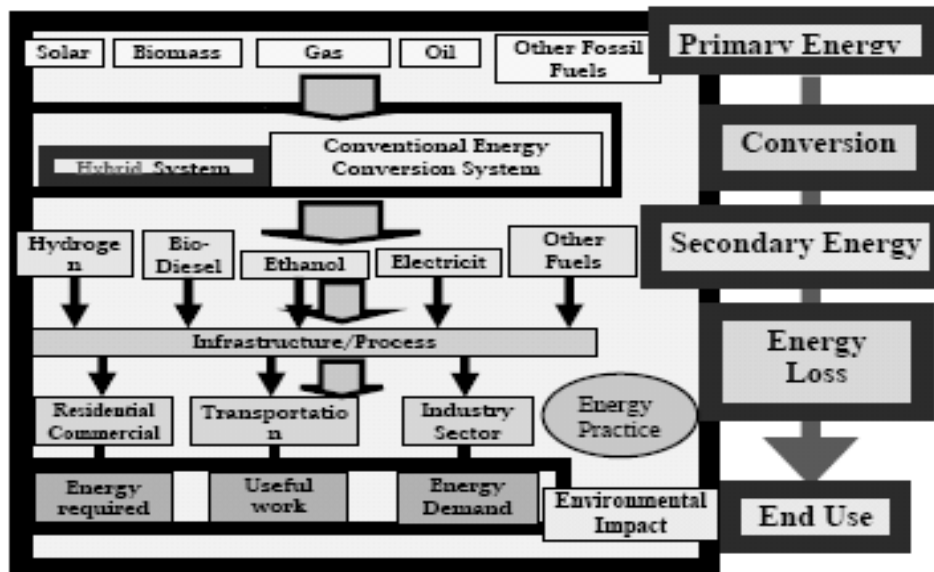 Solar
Biomass
Gas
Oil
Other Fossil
Fuels
Primary Energy
Hybrid System
Conventional Energy
Conversion System
Conversion
Hydroge
n
Bio-
Diesel
Ethanol
Electricit
Other
Fuels
Secondary Energy
Infrastructure/Process
Energy
Loss
Residential
Commercial
Transportatio
n
Industry
Sector
Energy
Practice
Energy
required
Useful
work
Energy
Demand
Environmental
Impact
End Use